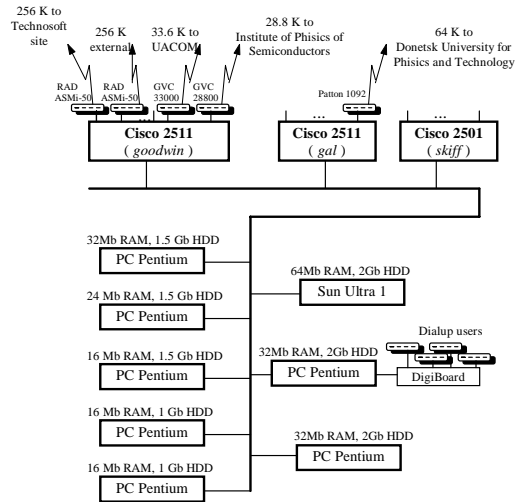 256 K to
Technosoft
site
256 K
external
33.6 K to
UACOM
28.8 K to
Institute of Phisics of
Semiconductors
64 K to
Donetsk University for
Phisics and Technology
RAD
ASMi-50
RAD
ASMi-50
GVC
33000
GVC
28800
Patton 1092
...
...
...
Cisco 2511
( goodwin )
Cisco 2511
( gal )
Cisco 2501
( skiff )
32Mb RAM, 1.5 Gb HDD
PC Pentium
64Mb RAM, 2Gb HDD
Sun Ultra 1
24 Mb RAM, 1.5 Gb HDD
PC Pentium
Dialup users
16 Mb RAM, 1.5 Gb HDD
PC Pentium
32Mb RAM, 2Gb HDD
PC Pentium
DigiBoard
16 Mb RAM, 1 Gb HDD
PC Pentium
32Mb RAM, 2Gb HDD
PC Pentium
16 Mb RAM, 1 Gb HDD
PC Pentium